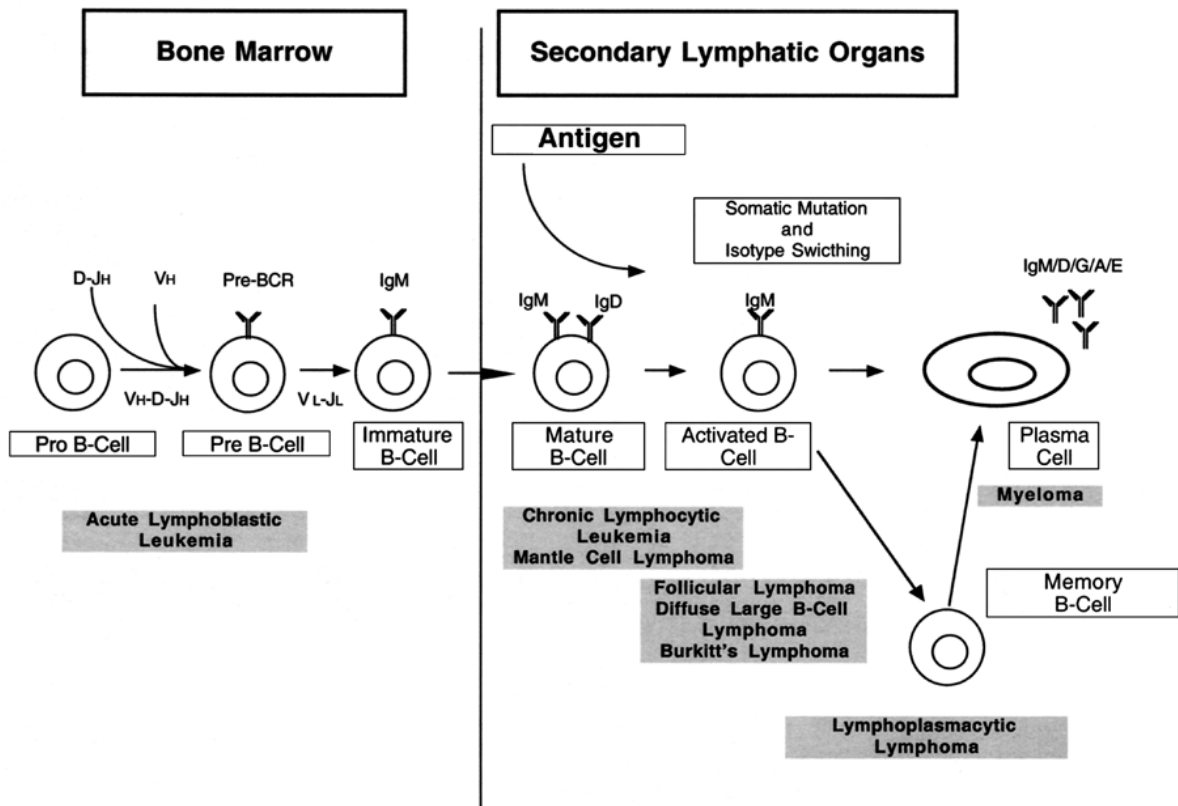 Bone Marrow
Secondary Lymphatic Organs
Antigen
Somatic Mutation
and
Isotype Swicthing
D-JH
VH
Pre-BCR
IgM
IgM
IgD
IgM
IgM/D/G/A/E
VH-D-JH
VL-JL
Pro B-Cell
Pre B-Cell
Immature
B-Cell
Mature
B-Cell
Activated B-
Cell
Plasma
Cell
Myeloma
Acute Lymphoblastic
Leukemia
Chronic Lymphocytic
Leukemia
Mantle Cell Lymphoma
Follicular Lymphoma
Diffuse Large B-Cell
Lymphoma
Burkitt's Lymphoma
Memory
B-Cell
Lymphoplasmacytic
Lymphoma